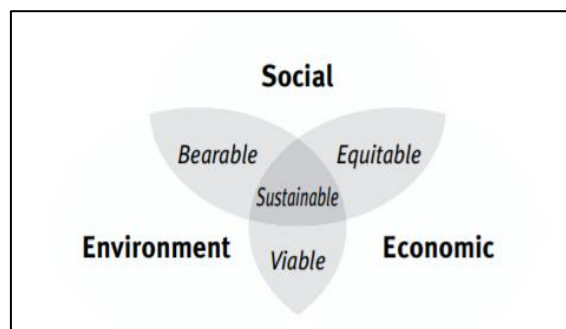 Social
Bearable
Equitable
Sustainable
Environment
Economic
Viable